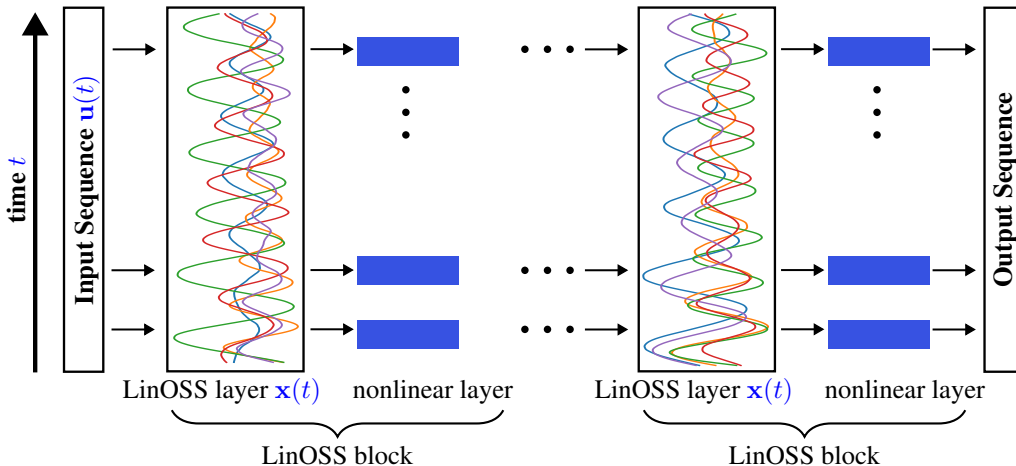 time t
Input Sequence u(t)
LinOSS layer x(t)
nonlinear layer
LinOSS block
LinOSS layer x(t)
nonlinear layer
LinOSS block
Output Sequence